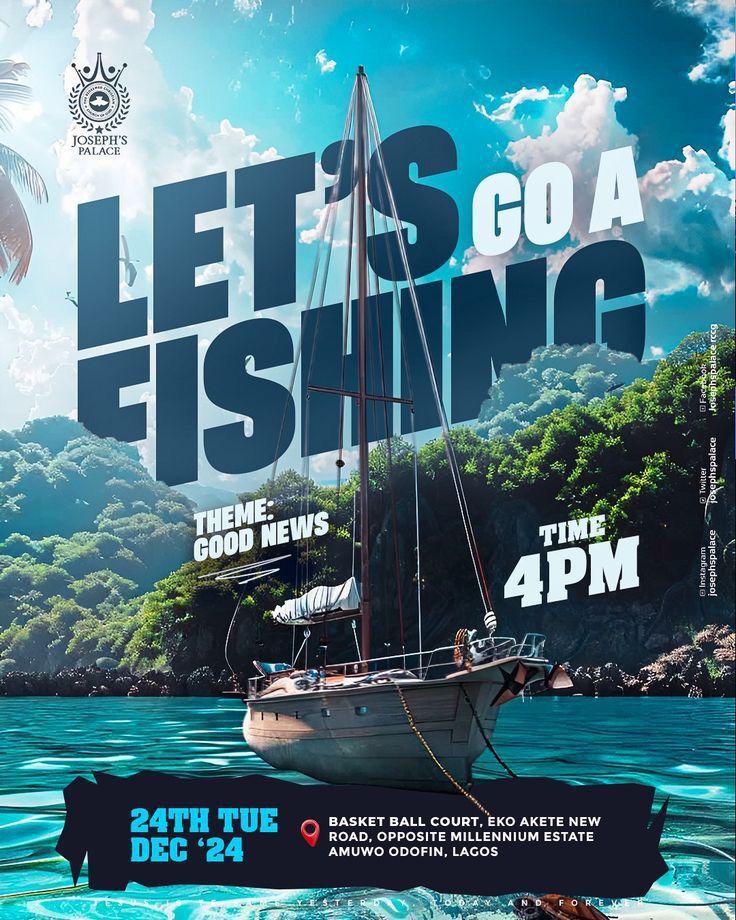 JOSEPH'S
PALACE
LET'S GO A
FISHING
THEME:
GOOD NEWS
TIME
4PM
Facebook
josephspalace rccg
Twitter
josephspalace
Instagram
josephspalace
24TH TUE
DEC ‘24
BASKET BALL COURT, EKO AKETE NEW
ROAD, OPPOSITE MILLENNIUM ESTATE
AMUWO ODOFIN, LAGOS
YESTERDAY, TODAY AND FOREVER